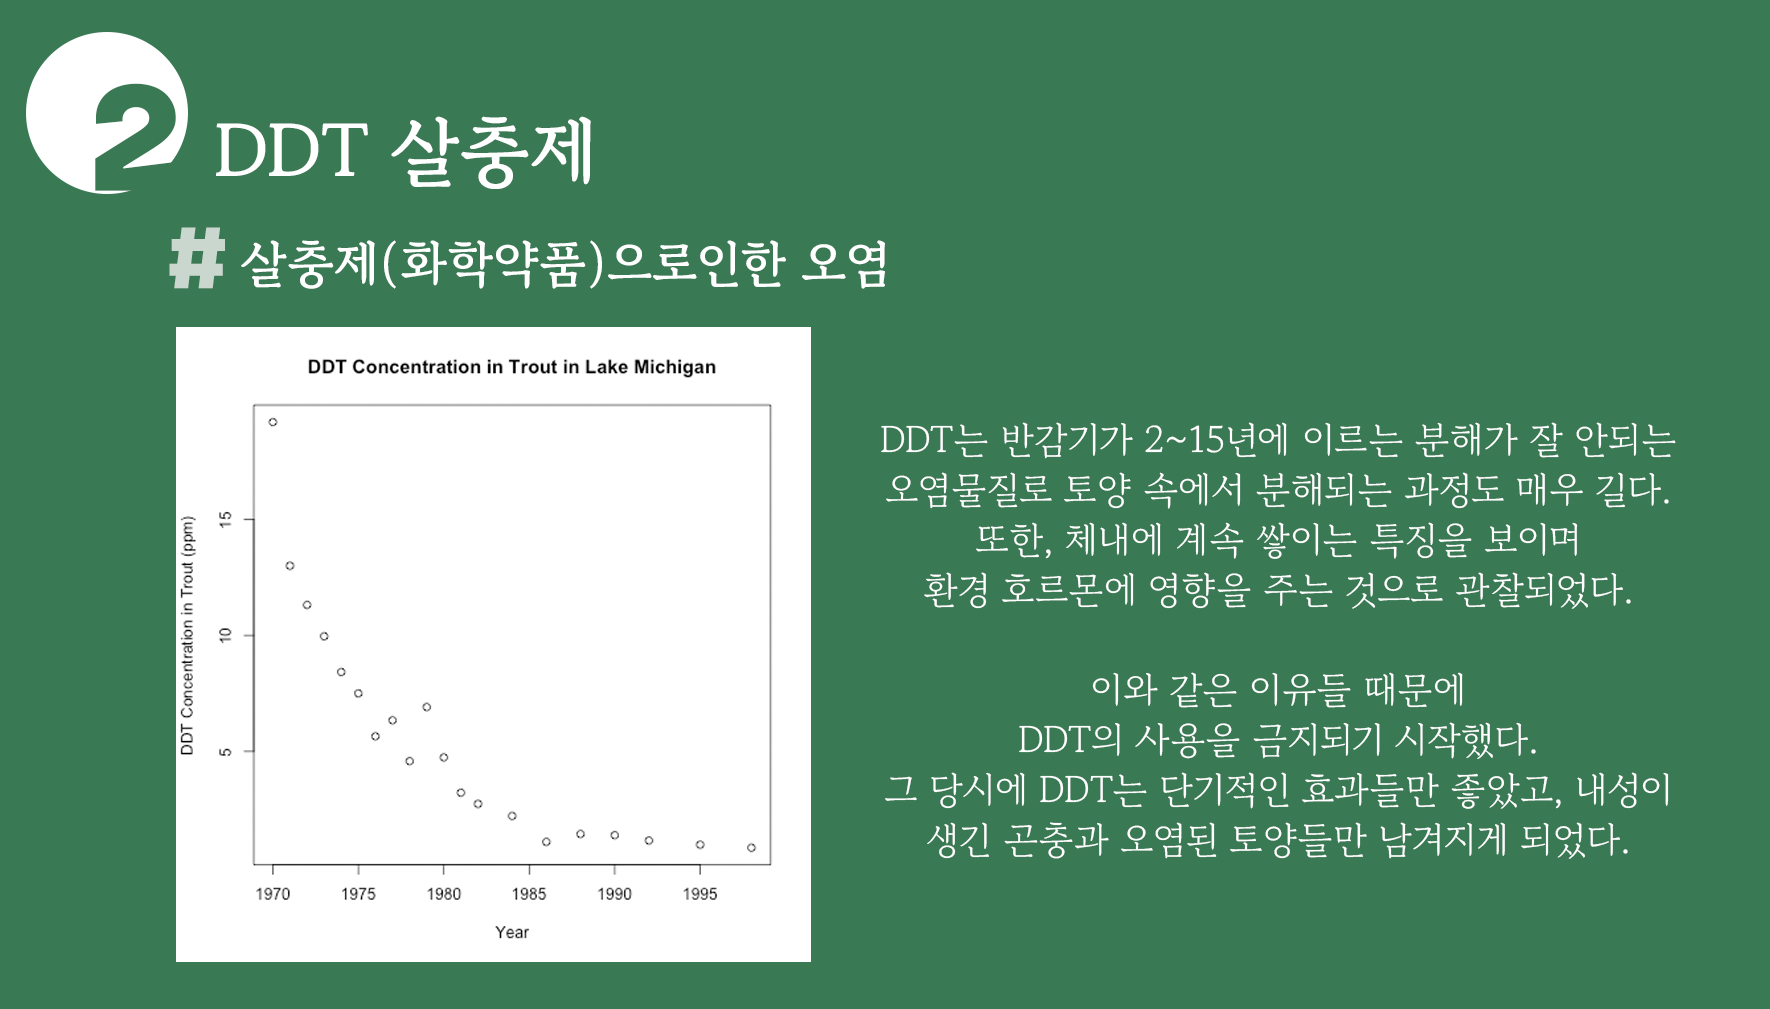 2
DDT 살충제
# 살충제(화학약품)으로인한 오염
DDT Concentration in Trout in Lake Michigan
DDT Concentration in Trout (ppm)
15
10
5
1970 1975 1980 1985 1990 1995
Year
DDT는 반감기가 2~15년에 이르는 분해가 잘 안되는
오염물질로 토양 속에서 분해되는 과정도 매우 길다.
또한, 체내에 계속 쌓이는 특징을 보이며
환경 호르몬에 영향을 주는 것으로 관찰되었다.
이와 같은 이유들 때문에
DDT의 사용을 금지되기 시작했다.
그 당시에 DDT는 단기적인 효과들만 좋았고, 내성이
생긴 곤충과 오염된 토양들만 남겨지게 되었다.